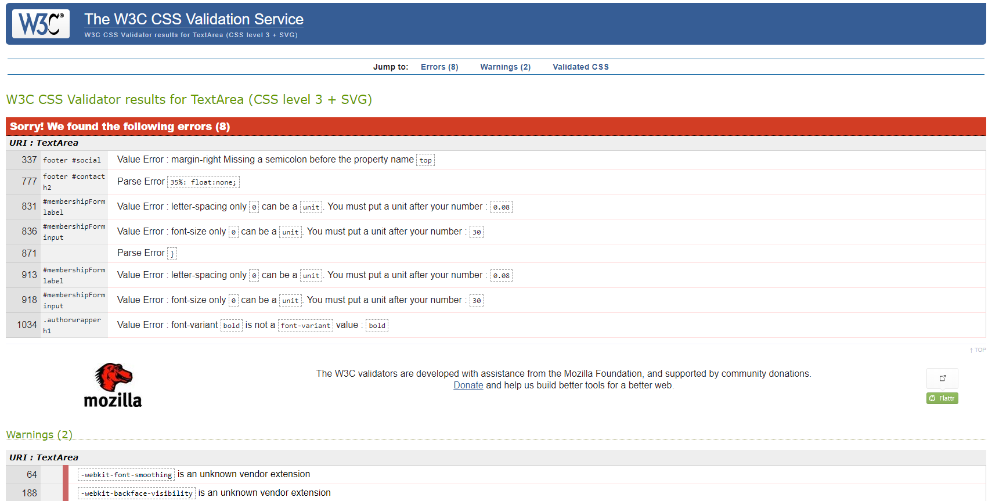 W3C® The W3C CSS Validation Service
W3C CSS Validator results for TextArea (CSS level 3 + SVG)
Jump to: Errors (8) Warnings (2) Validated CSS
W3C CSS Validator results for TextArea (CSS level 3 + SVG)
Sorry! We found the following errors (8)
URI : TextArea
337 footer #social Value Error : margin-right Missing a semicolon before the property name top
777 footer #contact h2 Parse Error 35%: float:none;
831 #membershipForm label Value Error : letter-spacing only 0 can be a unit. You must put a unit after your number : 0.08
836 #membershipForm input Value Error : font-size only 0 can be a unit. You must put a unit after your number : 30
871 Parse Error }
913 #membershipForm label Value Error : letter-spacing only 0 can be a unit. You must put a unit after your number : 0.08
918 #membershipForm input Value Error : font-size only 0 can be a unit. You must put a unit after your number : 30
1034 .authorwrapper h1 Value Error : font-variant bold is not a font-variant value : bold
↑ TOP
mozilla
The W3C validators are developed with assistance from the Mozilla Foundation, and supported by community donations.
Donate and help us build better tools for a better web.
Flattr
Warnings (2)
URI : TextArea
64 -webkit-font-smoothing is an unknown vendor extension
188 -webkit-backface-visibility is an unknown vendor extension